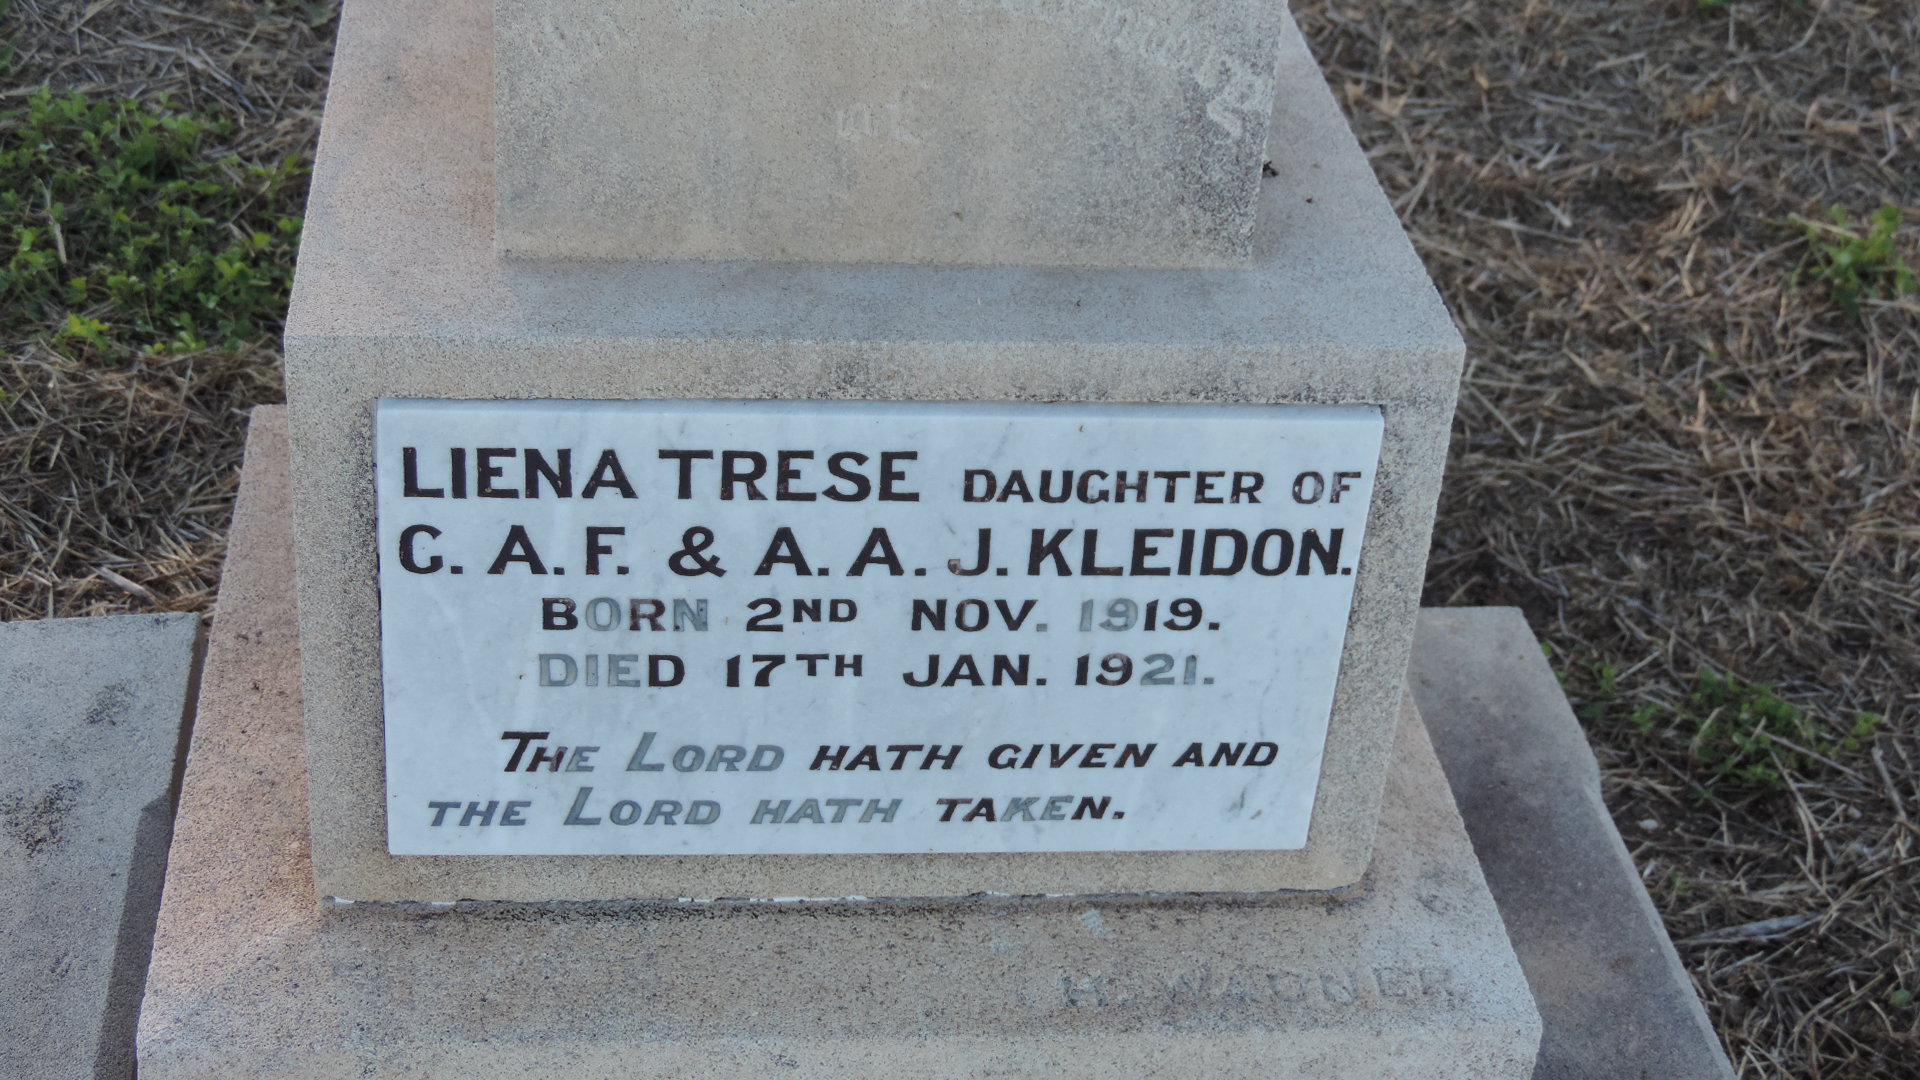 LIENA TRESE DAUGHTER OF
G. A. F. & A. A. J. KLEIDON.
BORN 2ND NOV. 1919.
DIED 17TH JAN. 1921.
THE LORD HATH GIVEN AND
THE LORD HATH TAKEN.
H. WAGNER